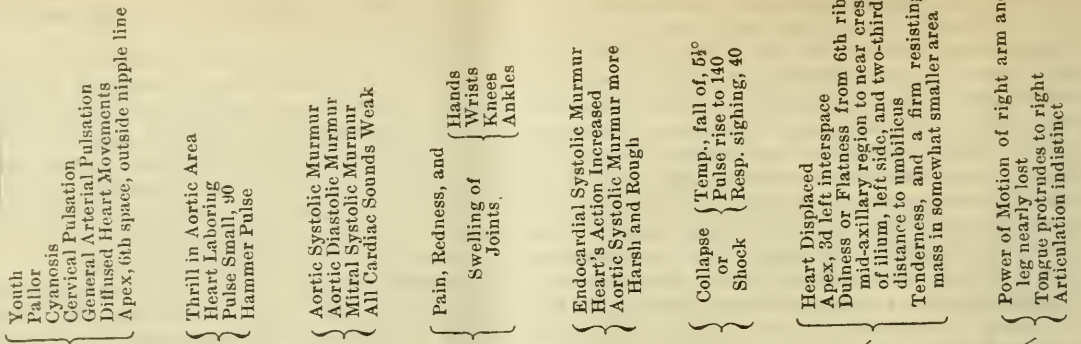 Youth
Pallor
Cyanosis
Cervical Pulsation
General Arterial Pulsation
Diffused Heart Movements
Apex, 6th space, outside nipple line
Thrill in Aortic Area
Heart Laboring
Pulse Small, 90
Hammer Pulse
Aortic Systolic Murmur
Aortic Diastolic Murmur
Mitral Systolic Murmur
All Cardiac Sounds Weak
Pain, Redness, and
Swelling of
Joints.
Hands
Wrists
Knees
Ankles
Endocardial Systolic Murmur
Heart's Action Increased
Aortic Systolic Murmur more
Harsh and Rough
Collapse
or
Shock
Temp., fall of, 5½°
Pulse rise to 140
Resp. sighing, 40
Heart Displaced
Apex, 3d left interspace
Dulness or Flatness from 6th rib
mid-axillary region to near cres
of ilium, left side, and two-third
distance to umbilicus
Tenderness, and a firm resisting
mass in somewhat smaller area
Power of Motion of right arm and
leg nearly lost
Tongue protrudes to right
Articulation indistinct